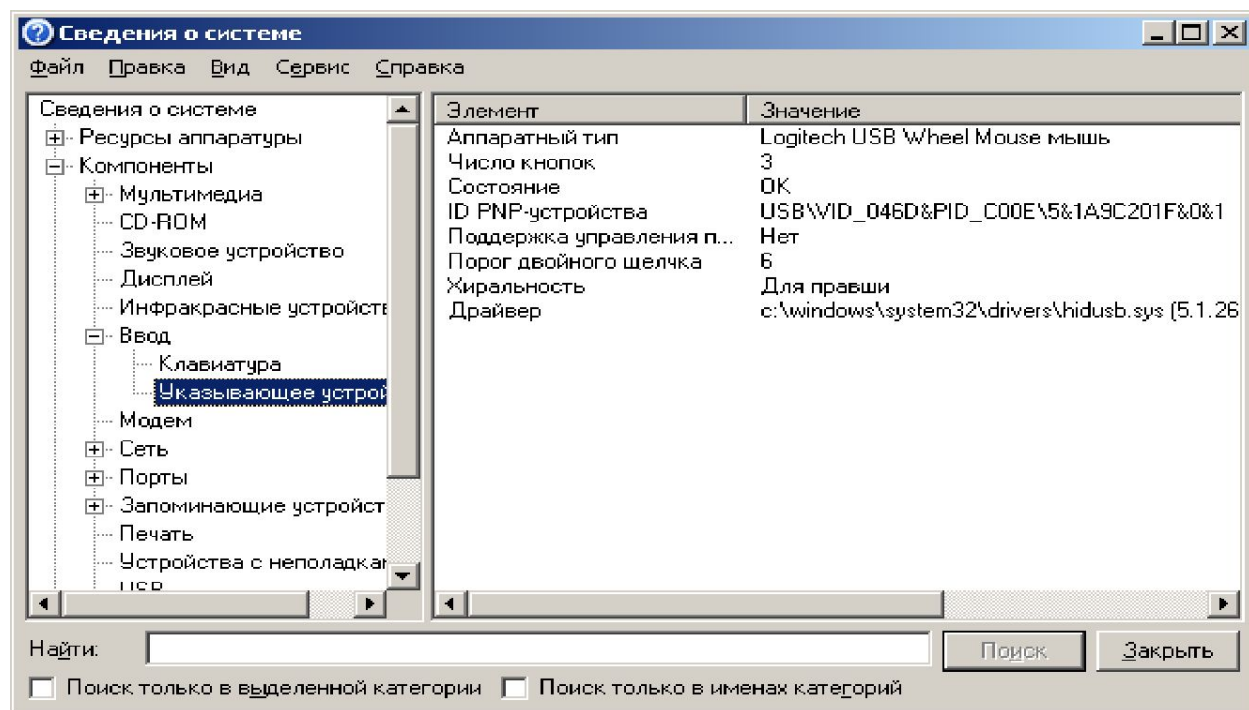 Сведения о системе
Файл Правка Вид Сервис Справка
Сведения о системе
Ресурсы аппаратуры
Компоненты
Мультимедиа
CD-ROM
Звуковое устройство
Дисплей
Инфракрасные устройств
Ввод
Клавиатура
Указывающее устрой
Модем
Сеть
Порты
Запоминающие устройст
Печать
Устройства с неполадкам
USB
Элемент Значение
Аппаратный тип Logitech USB Wheel Mouse мышь
Число кнопок 3
Состояние OK
ID PNP-устройства USB\VID_046D&PID_C00E\5&1A9C201F&0&1
Поддержка управления п... Нет
Порог двойного щелчка 6
Хиральность Для правши
Драйвер c:\windows\system32\drivers\hidusb.sys (5.1.26
Найти: Поиск Закрыть
Поиск только в выделенной категории Поиск только в именах категорий